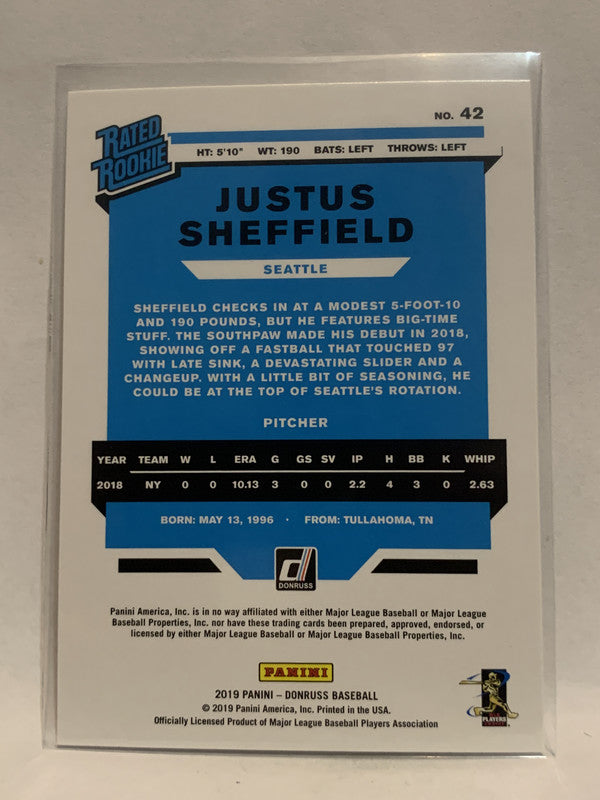 NO. 42
RATED
ROOKIE
HT: 5'10" WT: 190 BATS: LEFT THROWS: LEFT
JUSTUS
SHEFFIELD
SEATTLE
SHEFFIELD CHECKS IN AT A MODEST 5-FOOT-10
AND 190 POUNDS, BUT HE FEATURES BIG-TIME
STUFF. THE SOUTHPAW MADE HIS DEBUT IN 2018,
SHOWING OFF A FASTBALL THAT TOUCHED 97
WITH LATE SINK, A DEVASTATING SLIDER AND A
CHANGEUP. WITH A LITTLE BIT OF SEASONING, HE
COULD BE AT THE TOP OF SEATTLE'S ROTATION.
PITCHER
YEAR TEAM W L ERA G GS SV IP H BB K WHIP
2018 NY 0 0 10.13 3 0 0 2.2 4 3 0 2.63
BORN: MAY 13, 1996 · FROM: TULLAHOMA, TN
d
DONRUSS
Panini America, Inc. is in no way affiliated with either Major League Baseball or Major League
Baseball Properties, Inc. nor have these trading cards been prepared, approved, endorsed, or
licensed by either Major League Baseball or Major League Baseball Properties, Inc.
PANINI
2019 PANINI – DONRUSS BASEBALL
© 2019 Panini America, Inc. Printed in the USA.
Officially Licensed Product of Major League Baseball Players Association
PLAYERS